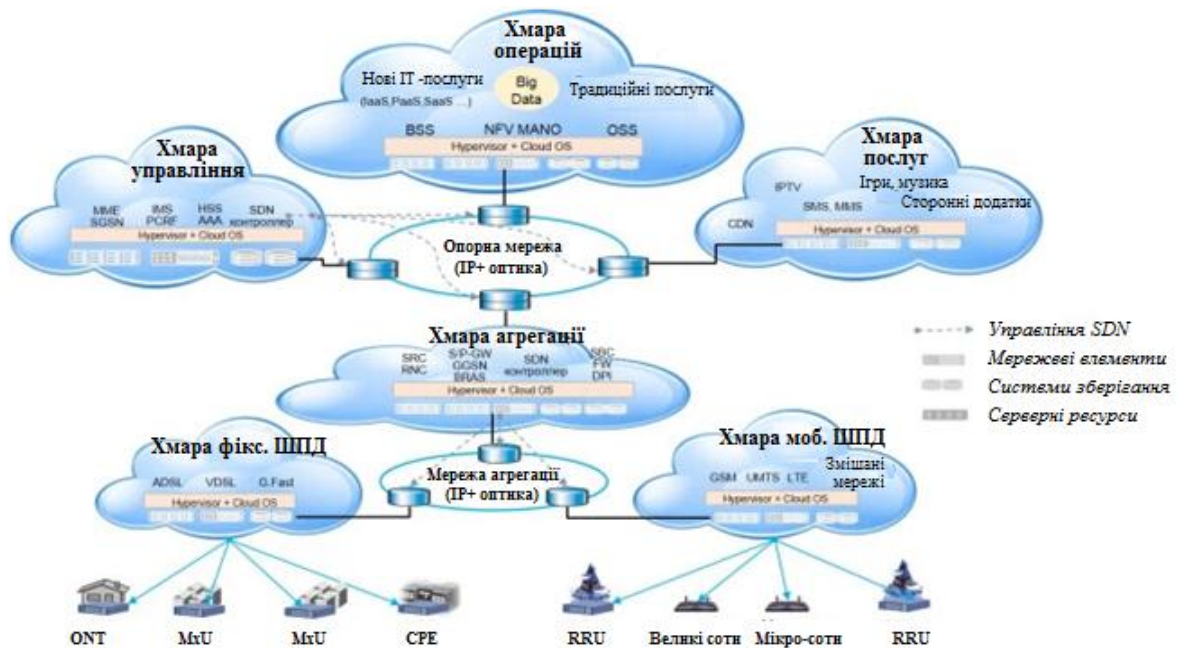 Хмара
операцій
Нові ІТ -послуги
(IaaS,PaaS,SaaS ...)
Big
Data
Традиційні послуги
BSS
NFV MANO
OSS
Hypervisor + Cloud OS
Хмара
управління
MME
SGSN
IMS
PCRF
HSS
AAA
SDN
контроллер
Hypervisor + Cloud OS
Хмара
послуг
IPTV
Ігри, музика
SMS, MMS
Сторонні додатки
CDN
Hypervisor + Cloud OS
Опорна мережа
(IP+ оптика)
Хмара агрегації
SRC
RNC
S/P-GW
GGSN
BRAS
SDN
контроллер
SBC
FW
DPI
Hypervisor + Cloud OS
Управління SDN
Мережеві елементи
Системи зберігання
Серверні ресурси
Хмара фікс. ШПД
ADSL
VDSL
G.Fast
Hypervisor + Cloud OS
Мережа агрегації
(IP+ оптика)
Хмара моб. ШПД
GSM
UMTS
LTE
Змішані
мережі
Hypervisor + Cloud OS
ONT
MxU
MxU
CPE
RRU
Великі соти
Мікро-соти
RRU